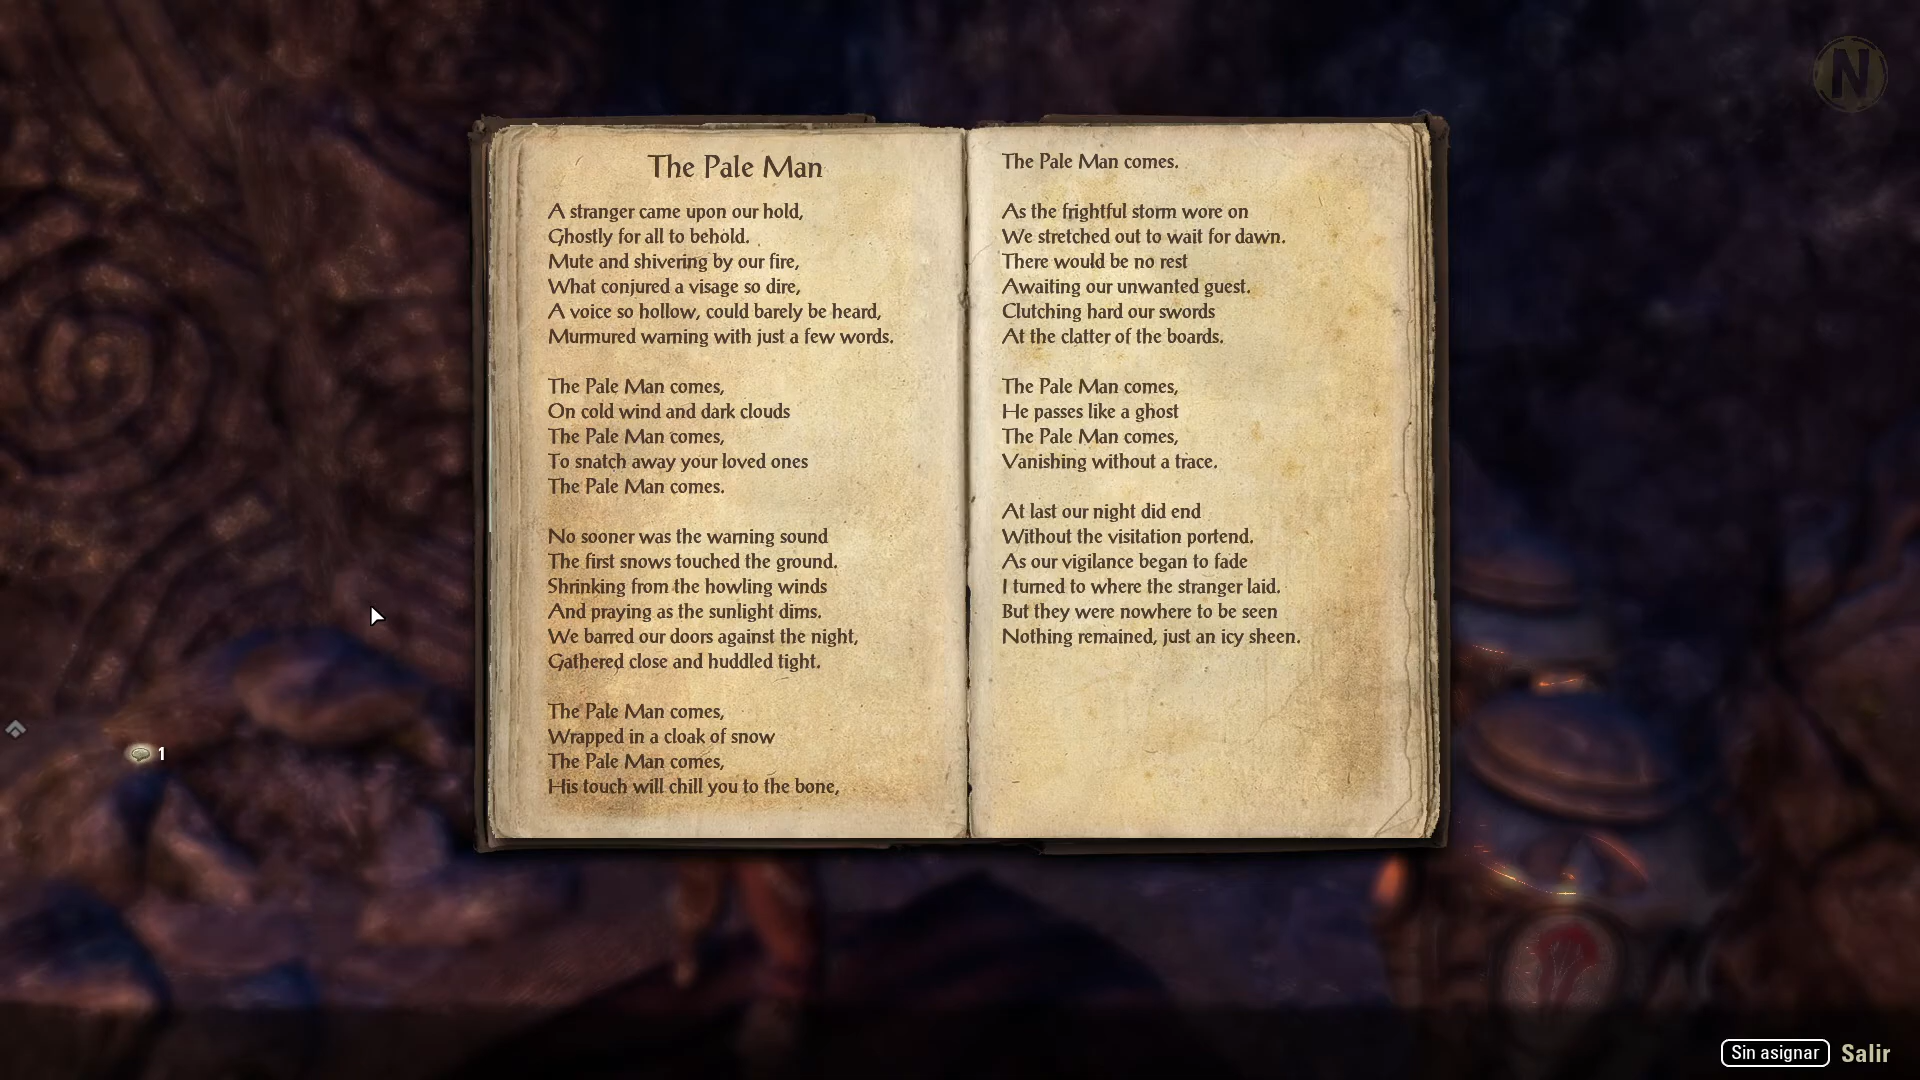 The Pale Man
A stranger came upon our hold,
Ghostly for all to behold.
Mute and shivering by our fire,
What conjured a visage so dire,
A voice so hollow, could barely be heard,
Murmured warning with just a few words.
The Pale Man comes,
On cold wind and dark clouds
The Pale Man comes,
To snatch away your loved ones
The Pale Man comes.
No sooner was the warning sound
The first snows touched the ground.
Shrinking from the howling winds
And praying as the sunlight dims.
We barred our doors against the night,
Gathered close and huddled tight.
The Pale Man comes,
Wrapped in a cloak of snow
The Pale Man comes,
His touch will chill you to the bone,
The Pale Man comes.
As the frightful storm wore on
We stretched out to wait for dawn.
There would be no rest
Awaiting our unwanted guest.
Clutching hard our swords
At the clatter of the boards.
The Pale Man comes,
He passes like a ghost
The Pale Man comes,
Vanishing without a trace.
At last our night did end
Without the visitation portend.
As our vigilance began to fade
I turned to where the stranger laid.
But they were nowhere to be seen
Nothing remained, just an icy sheen.
N
1
Sin asignar Salir